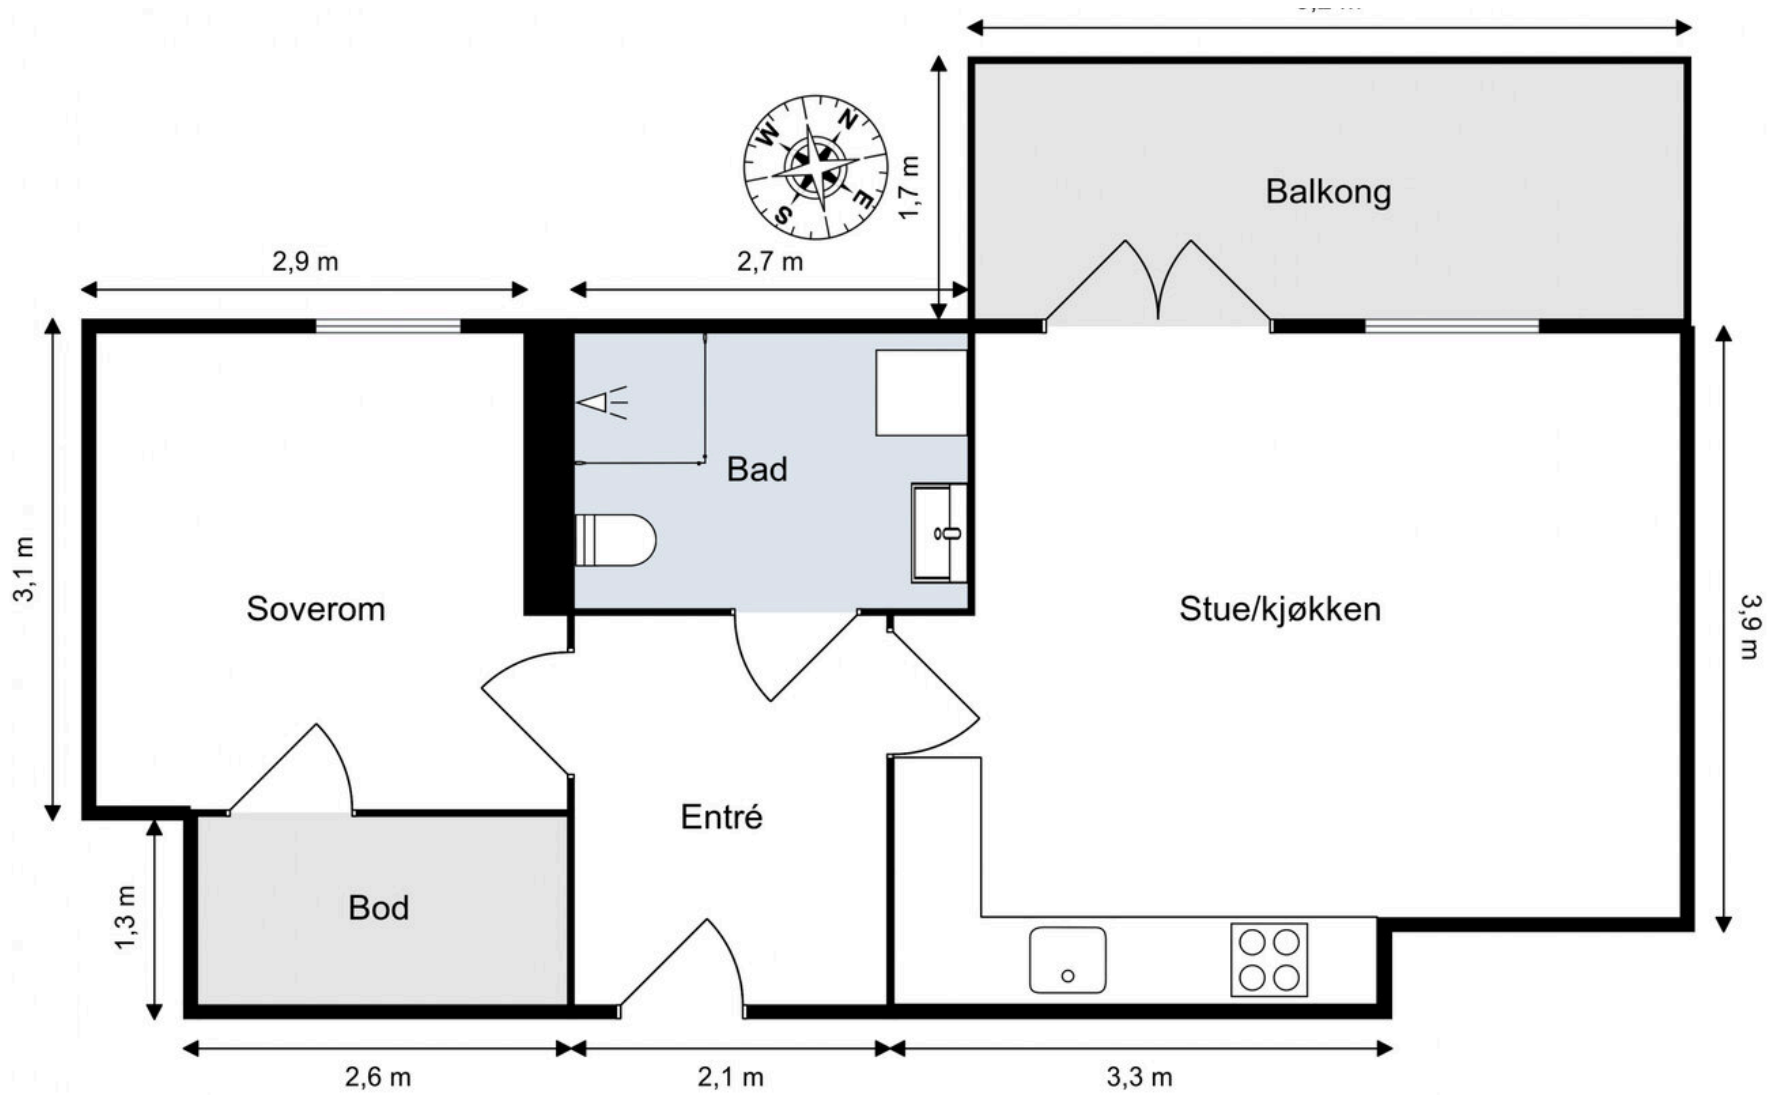 1,7 m
N
W
E
S
Balkong
2,9 m
2,7 m
3,1 m
Bad
Soverom
Stue/kjøkken
3,9 m
Entré
Bod
1,3 m
2,6 m
2,1 m
3,3 m